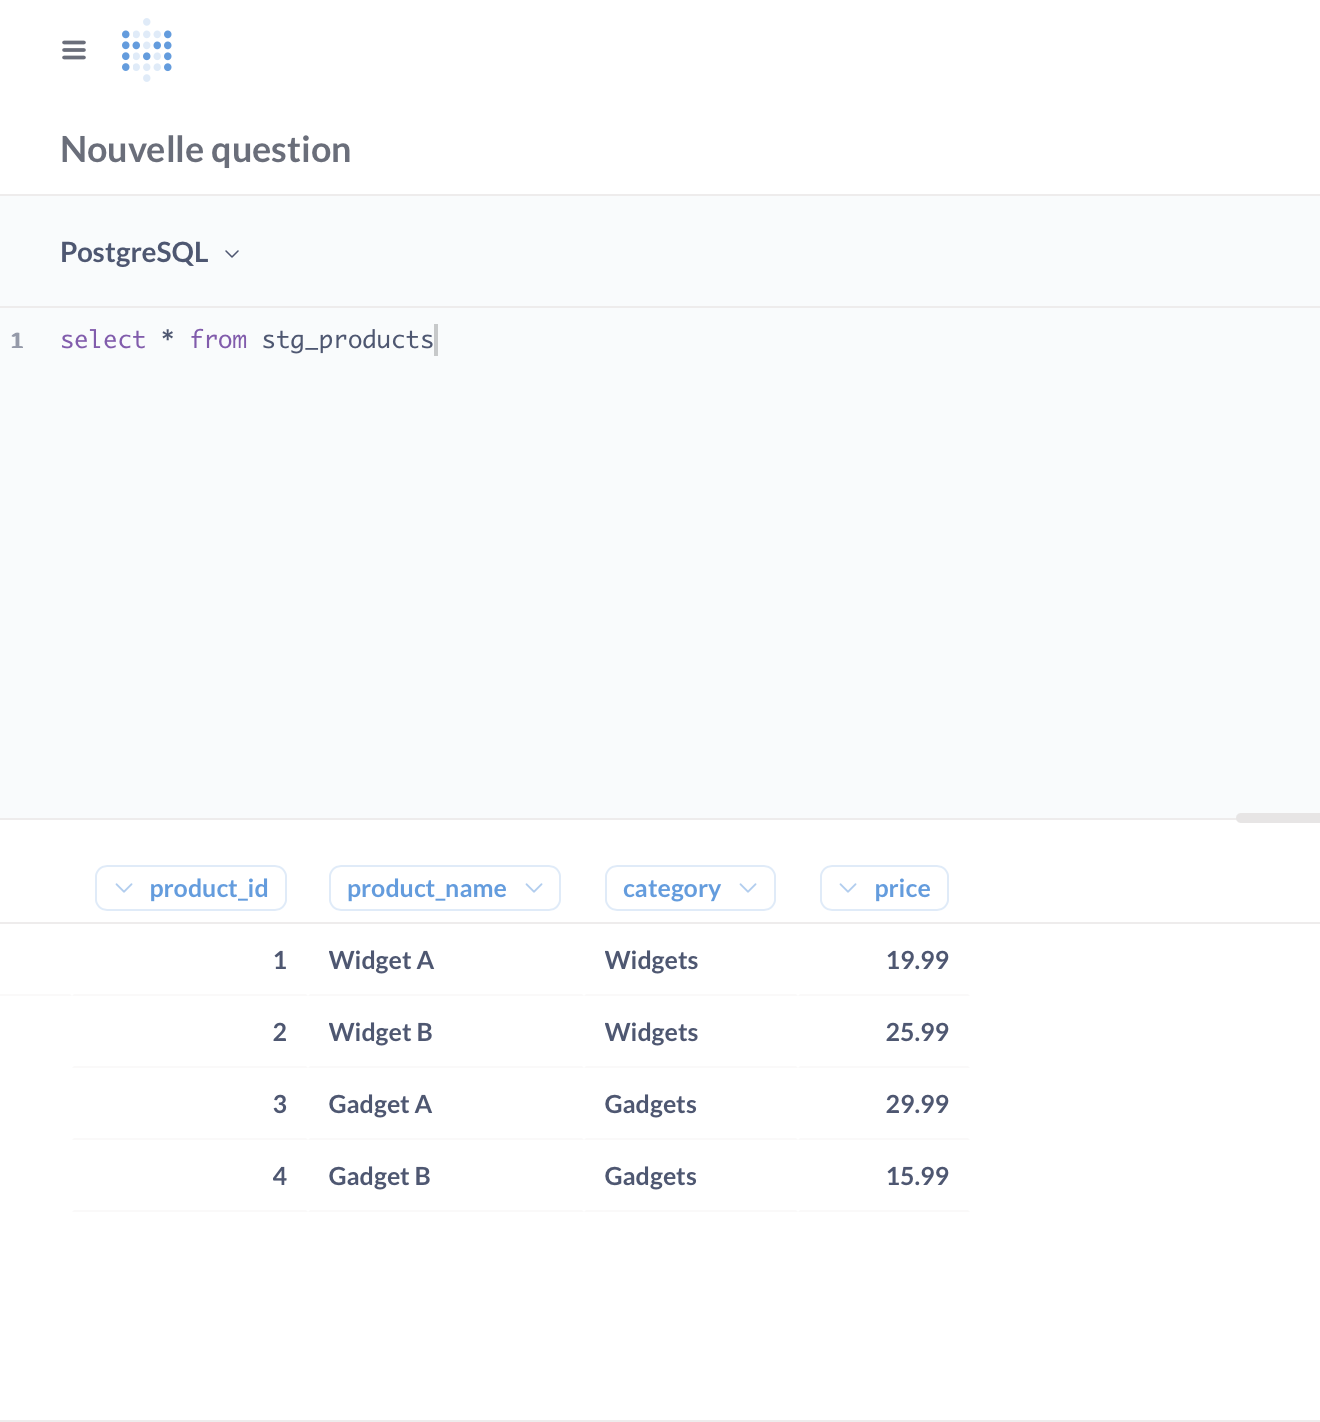 Nouvelle question
PostgreSQL
1 select * from stg_products
product_id product_name category price
1 Widget A Widgets 19.99
2 Widget B Widgets 25.99
3 Gadget A Gadgets 29.99
4 Gadget B Gadgets 15.99